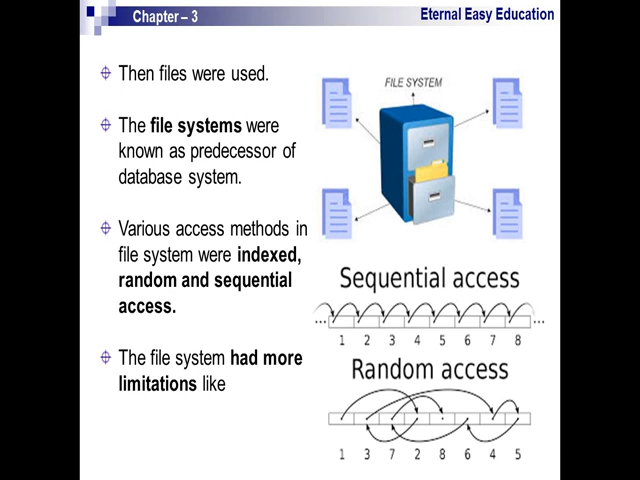 Chapter – 3
Eternal Easy Education
Then files were used.
The file systems were
known as predecessor of
database system.
Various access methods in
file system were indexed,
random and sequential
access.
The file system had more
limitations like
FILE SYSTEM
Sequential access
... ...
1 2 3 4 5 6 7 8
Random access
1 3 7 2 8 6 4 5